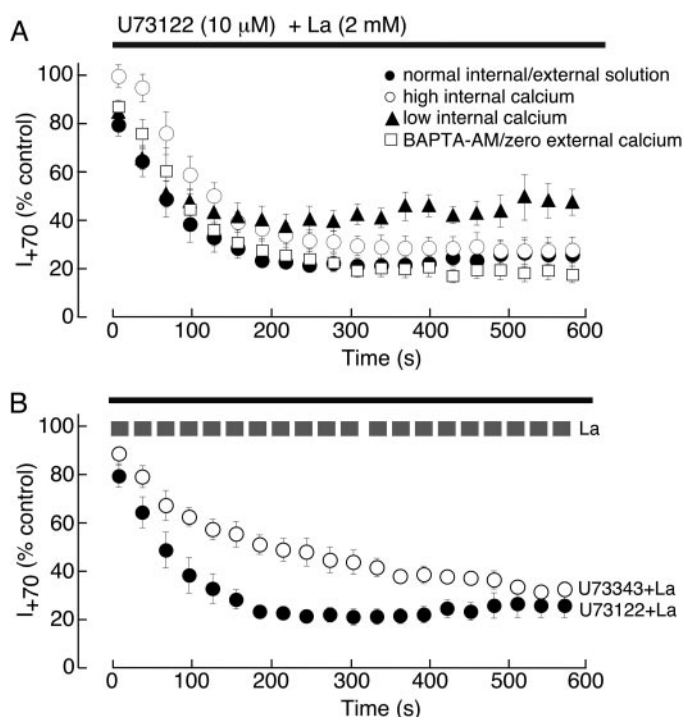 A
U73122 (10 μM) + La (2 mM)
100
80
60
40
20
0
I+70 (% control)
normal internal/external solution
high internal calcium
low internal calcium
BAPTA-AM/zero external calcium
0 100 200 300 400 500 600
Time (s)
B
La
100
80
60
40
20
0
I+70 (% control)
U73343+La
U73122+La
0 100 200 300 400 500 600
Time (s)